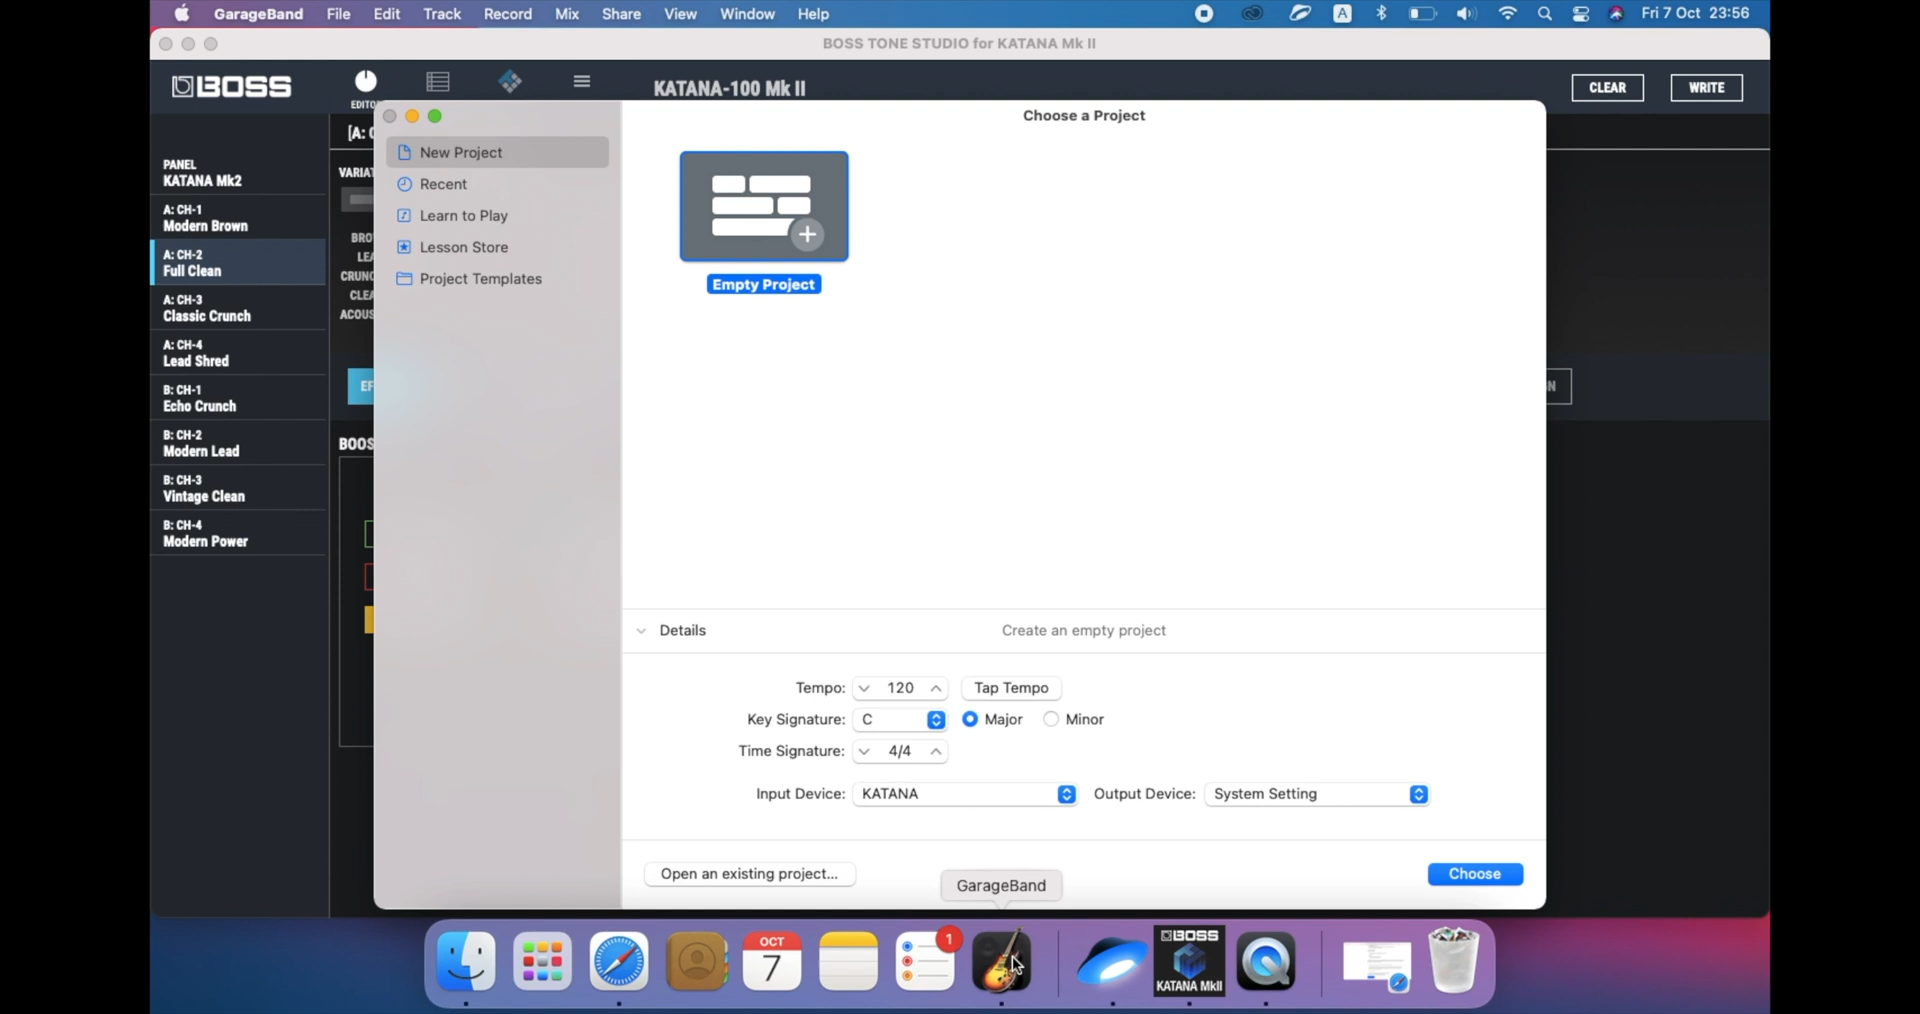 GarageBand File Edit Track Record Mix Share View Window Help A Fri 7 Oct 23:56
BOSS TONE STUDIO for KATANA Mk II
BOSS KATANA-100 Mk II CLEAR WRITE
Choose a Project
PANEL
KATANA Mk2
A: CH-1
Modern Brown
A: CH-2
Full Clean
A: CH-3
Classic Crunch
A: CH-4
Lead Shred
B: CH-1
Echo Crunch
B: CH-2
Modern Lead
B: CH-3
Vintage Clean
B: CH-4
Modern Power
New Project
Recent
Learn to Play
Lesson Store
Project Templates
Empty Project
Details Create an empty project
Tempo: 120 Tap Tempo
Key Signature: C Major Minor
Time Signature: 4/4
Input Device: KATANA Output Device: System Setting
Open an existing project... Choose
GarageBand
OCT
7
1
BOSS
KATANA MkII